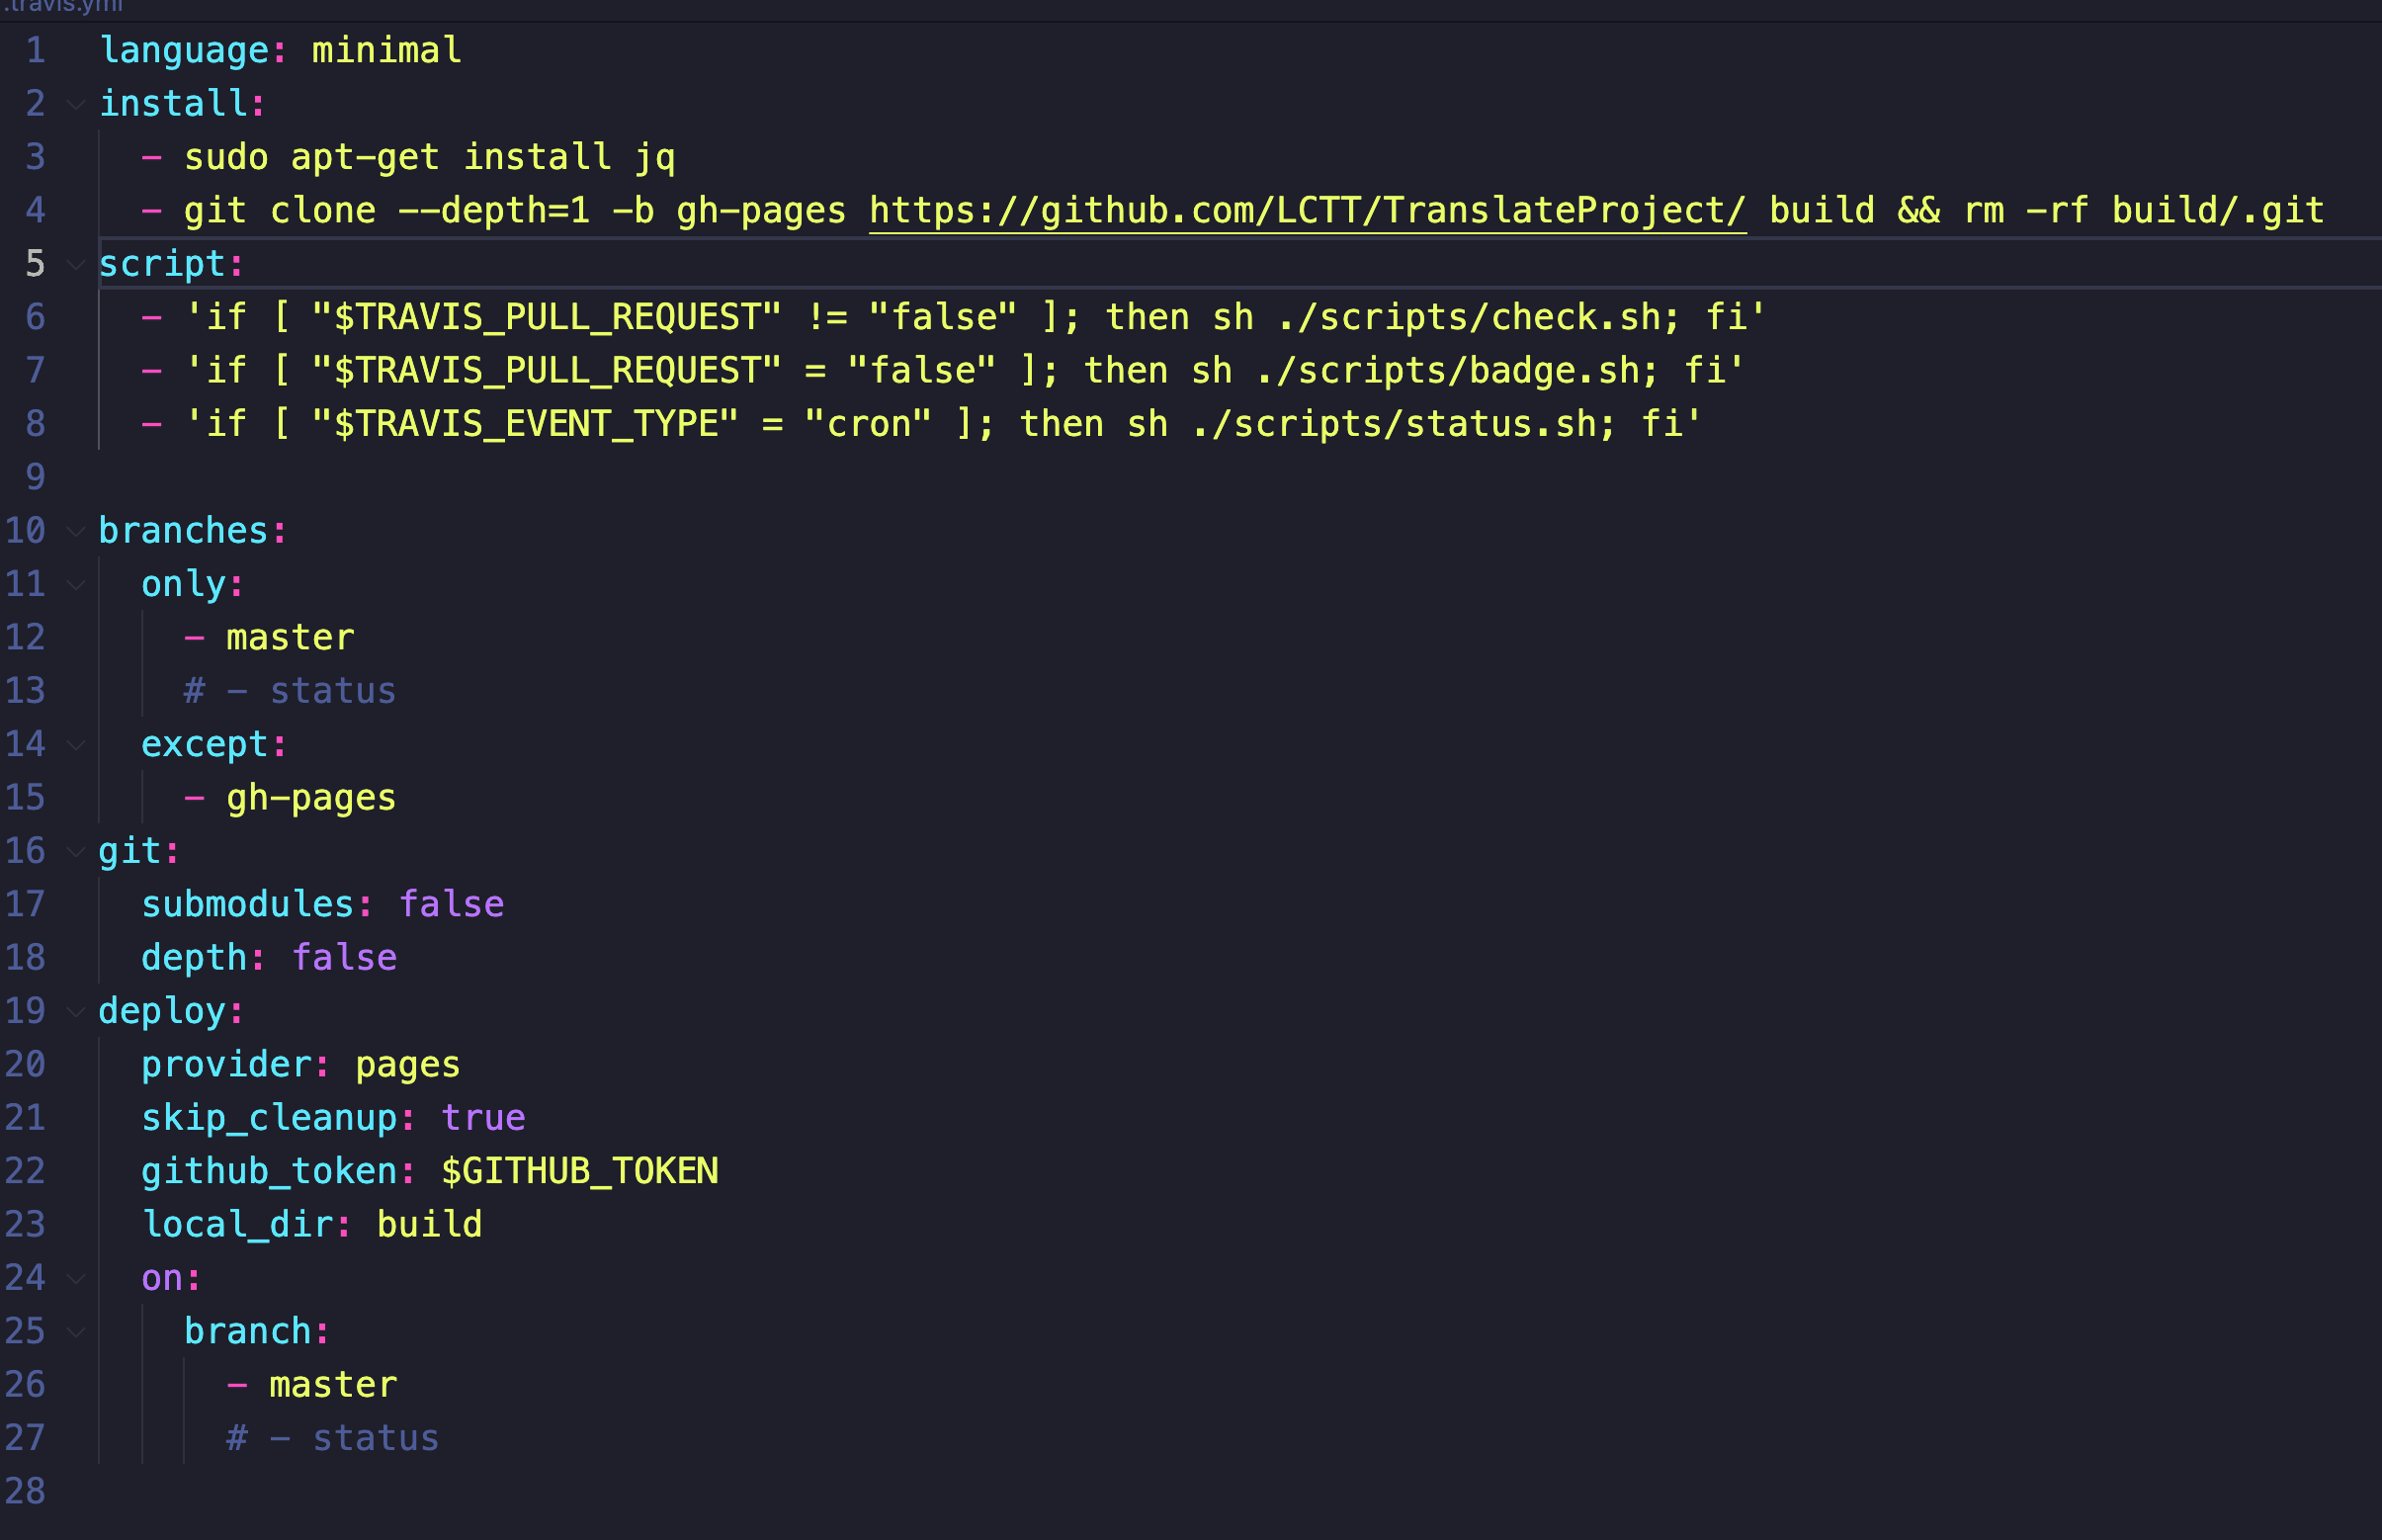 .travis.yml
1 language: minimal
2 install:
3   - sudo apt-get install jq
4   - git clone --depth=1 -b gh-pages https://github.com/LCTT/TranslateProject/ build && rm -rf build/.git
5 script:
6   - 'if [ "$TRAVIS_PULL_REQUEST" != "false" ]; then sh ./scripts/check.sh; fi'
7   - 'if [ "$TRAVIS_PULL_REQUEST" = "false" ]; then sh ./scripts/badge.sh; fi'
8   - 'if [ "$TRAVIS_EVENT_TYPE" = "cron" ]; then sh ./scripts/status.sh; fi'
9
10 branches:
11   only:
12     - master
13     # - status
14   except:
15     - gh-pages
16 git:
17   submodules: false
18   depth: false
19 deploy:
20   provider: pages
21   skip_cleanup: true
22   github_token: $GITHUB_TOKEN
23   local_dir: build
24   on:
25     branch:
26       - master
27       # - status
28